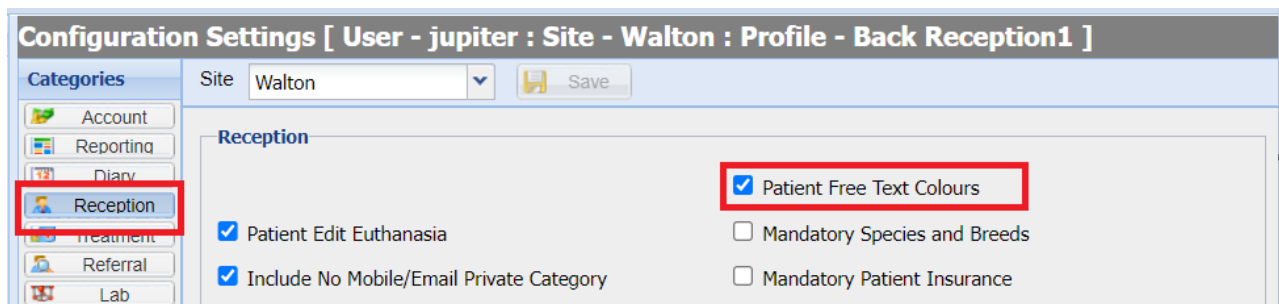 Configuration Settings [ User - jupiter : Site - Walton : Profile - Back Reception1 ]
Categories
Site Walton Save
Account
Reporting
Diary
Reception
Treatment
Referral
Lab
Reception
Patient Free Text Colours
Patient Edit Euthanasia
Mandatory Species and Breeds
Include No Mobile/Email Private Category
Mandatory Patient Insurance